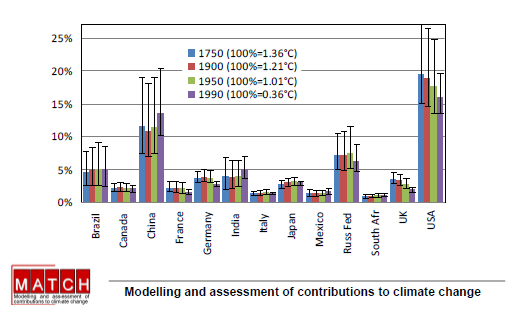 25%
20%
15%
10%
5%
0%
1750 (100%=1.36°C)
1900 (100%=1.21°C)
1950 (100%=1.01°C)
1990 (100%=0.36°C)
Brazil
Canada
China
France
Germany
India
Italy
Japan
Mexico
Russ Fed
South Afr
UK
USA
MATCH
Modelling and assessment of
contributions to climate change
Modelling and assessment of contributions to climate change